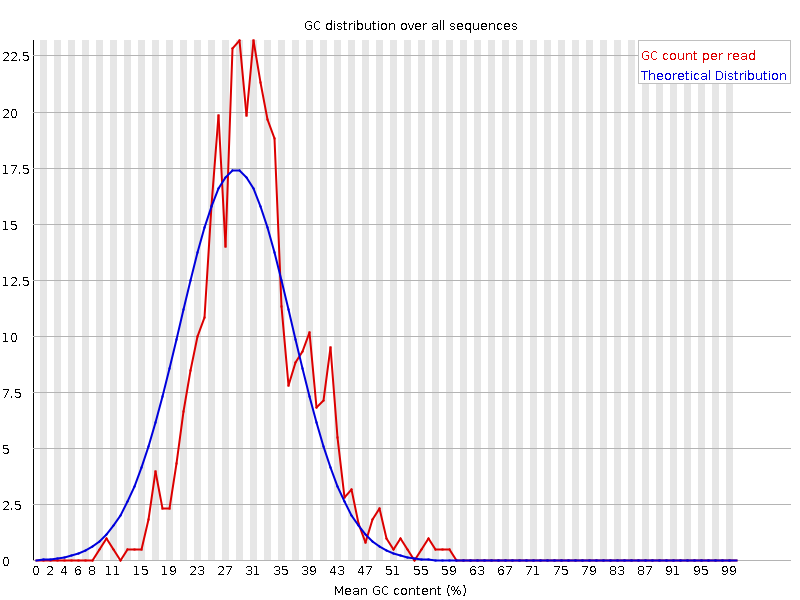 GC distribution over all sequences
GC count per read
Theoretical Distribution
22.5
20
17.5
15
12.5
10
7.5
5
2.5
0
0 2 4 6 8 11 15 19 23 27 31 35 39 43 47 51 55 59 63 67 71 75 79 83 87 91 95 99
Mean GC content (%)